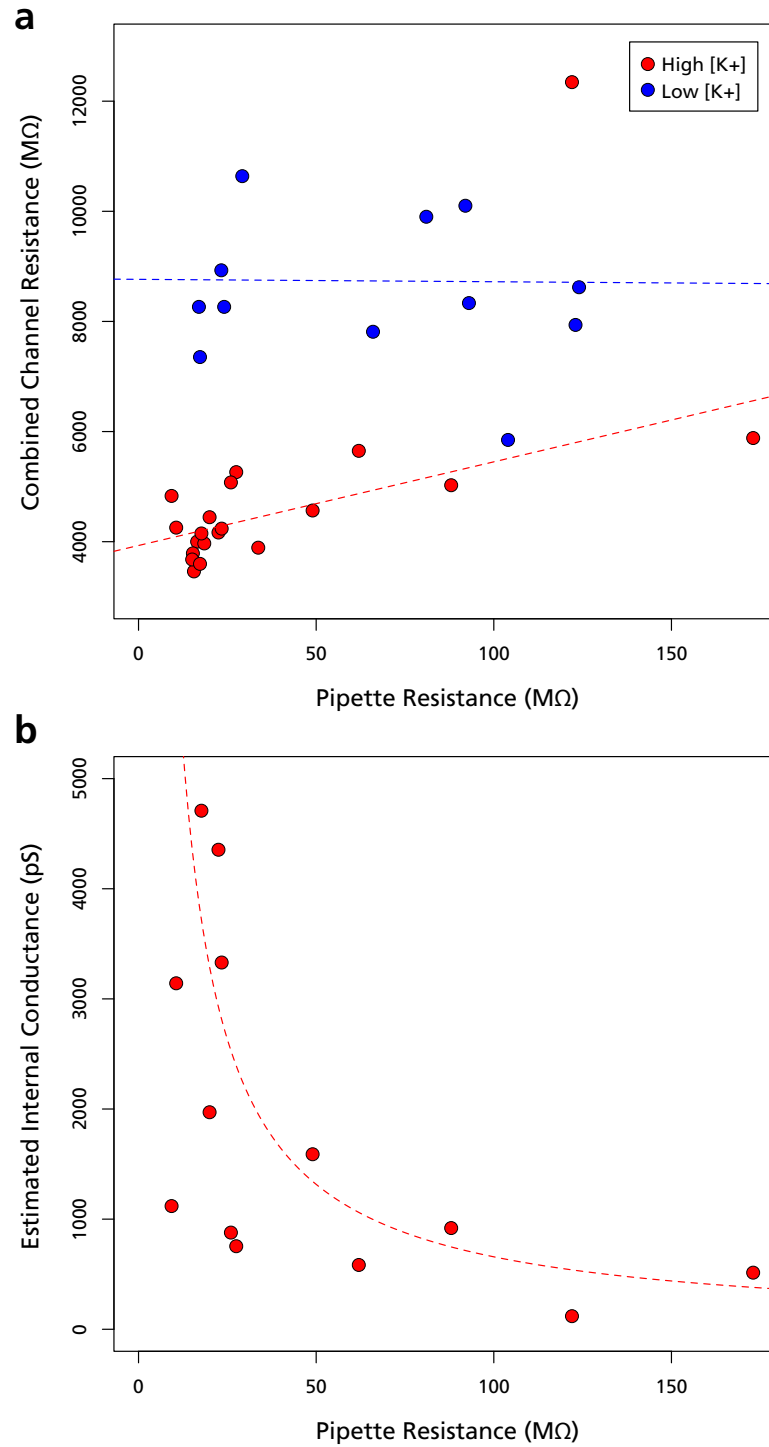 a
Combined Channel Resistance (MΩ)
12000
10000
8000
6000
4000
High [K+]
Low [K+]
0 50 100 150
Pipette Resistance (MΩ)
b
Estimated Internal Conductance (pS)
5000
4000
3000
2000
1000
0
0 50 100 150
Pipette Resistance (MΩ)